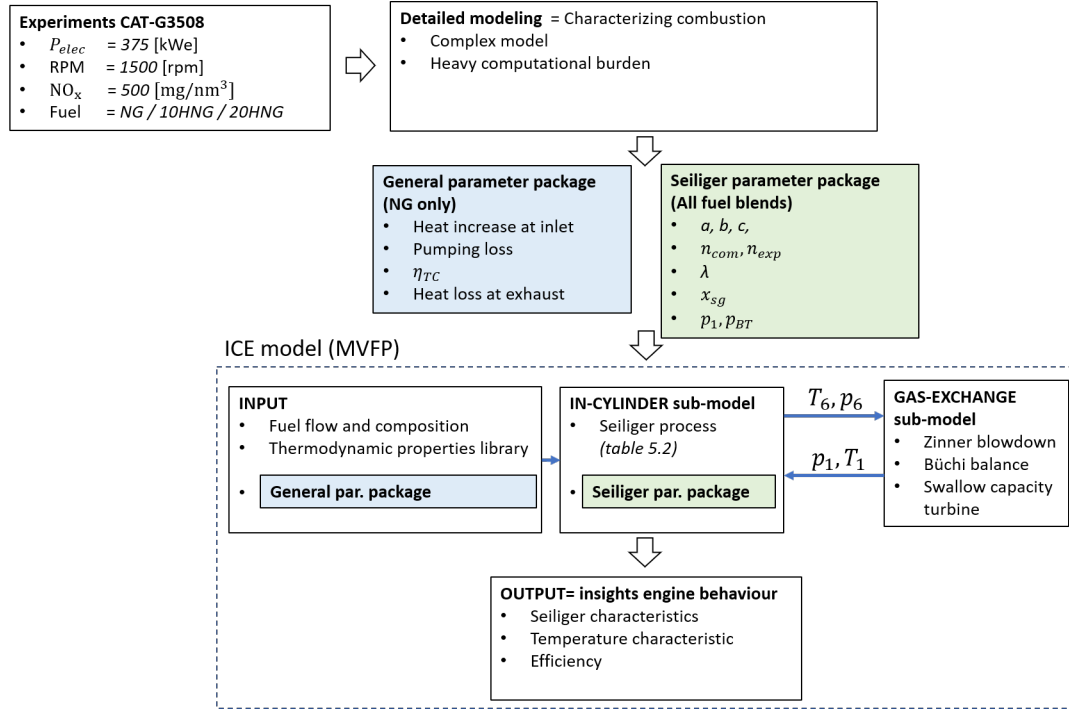 Experiments CAT-G3508
• P_elec = 375 [kWe]
• RPM = 1500 [rpm]
• NO_x = 500 [mg/nm³]
• Fuel = NG / 10HNG / 20HNG
Detailed modeling = Characterizing combustion
• Complex model
• Heavy computational burden
General parameter package
(NG only)
• Heat increase at inlet
• Pumping loss
• η_TC
• Heat loss at exhaust
Seiliger parameter package
(All fuel blends)
• a, b, c,
• n_com, n_exp
• λ
• x_sg
• p_1, p_BT
ICE model (MVFP)
INPUT
• Fuel flow and composition
• Thermodynamic properties library
• General par. package
IN-CYLINDER sub-model
• Seiliger process
(table 5.2)
• Seiliger par. package
T_6, p_6
p_1, T_1
GAS-EXCHANGE
sub-model
• Zinner blowdown
• Büchi balance
• Swallow capacity
turbine
OUTPUT= insights engine behaviour
• Seiliger characteristics
• Temperature characteristic
• Efficiency